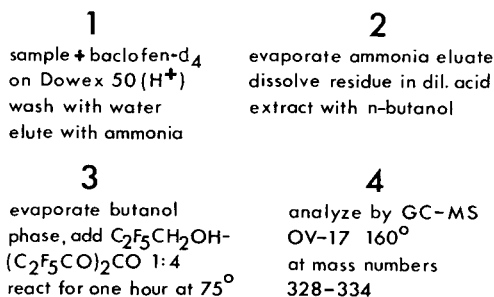 1
sample + baclofen-d4
on Dowex 50 (H+)
wash with water
elute with ammonia
2
evaporate ammonia eluate
dissolve residue in dil. acid
extract with n-butanol
3
evaporate butanol
phase, add C2F5CH2OH-
(C2F5CO)2CO 1:4
react for one hour at 75°
4
analyze by GC-MS
OV-17 160°
at mass numbers
328-334